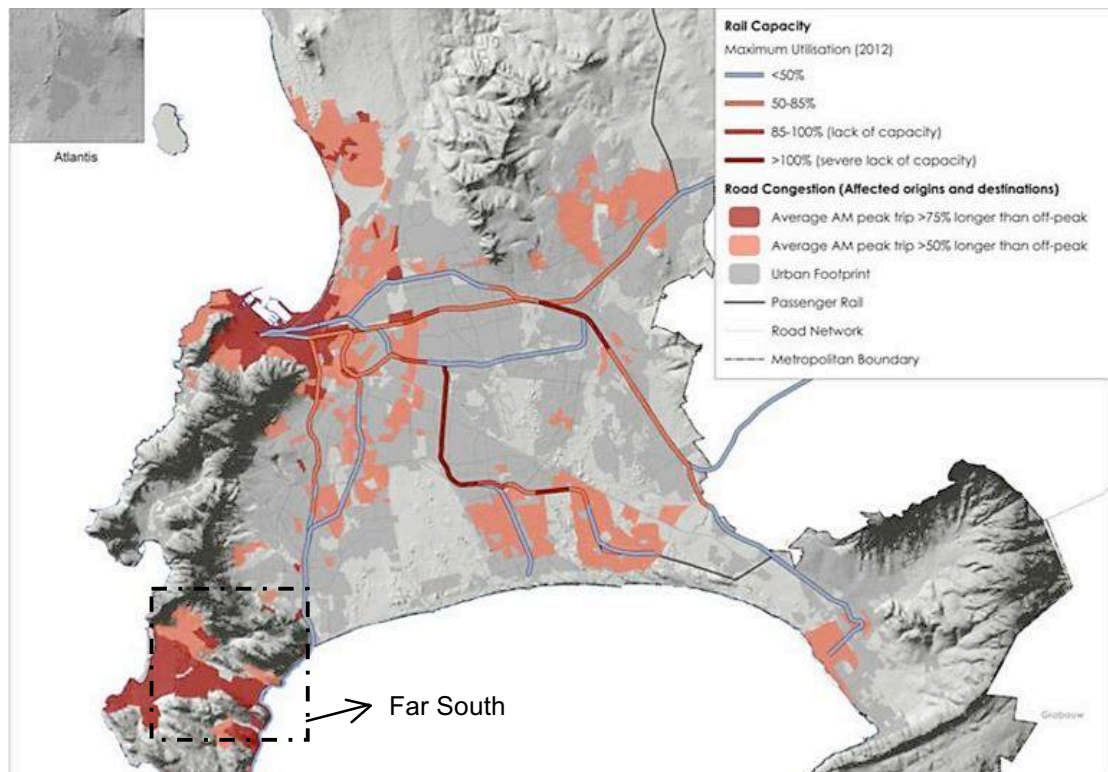 Atlantis
Rail Capacity
Maximum Utilisation (2012)
<50%
50-85%
85-100% (lack of capacity)
>100% (severe lack of capacity)
Road Congestion (Affected origins and destinations)
Average AM peak trip >75% longer than off-peak
Average AM peak trip >50% longer than off-peak
Urban Footprint
Passenger Rail
Road Network
Metropolitan Boundary
Far South
Grabouw